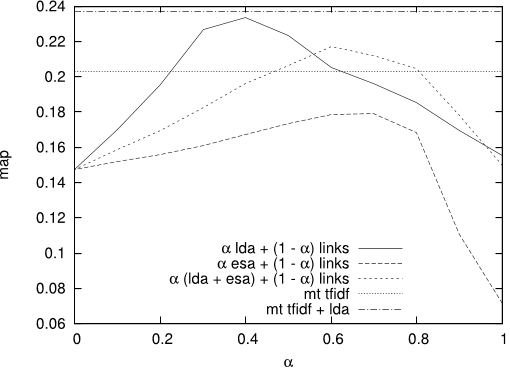 0.24
0.22
0.2
0.18
0.16
0.14
0.12
0.1
0.08
0.06
map
α lda + (1 - α) links
α esa + (1 - α) links
α (lda + esa) + (1 - α) links
mt tfidf
mt tfidf + lda
0 0.2 0.4 0.6 0.8 1
α